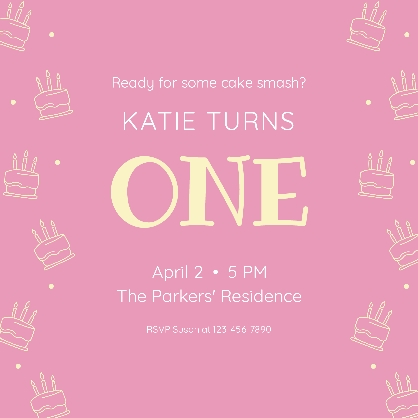 Ready for some cake smash?
KATIE TURNS
ONE
April 2 • 5 PM
The Parkers' Residence
RSVP Susan at 123-456-7890